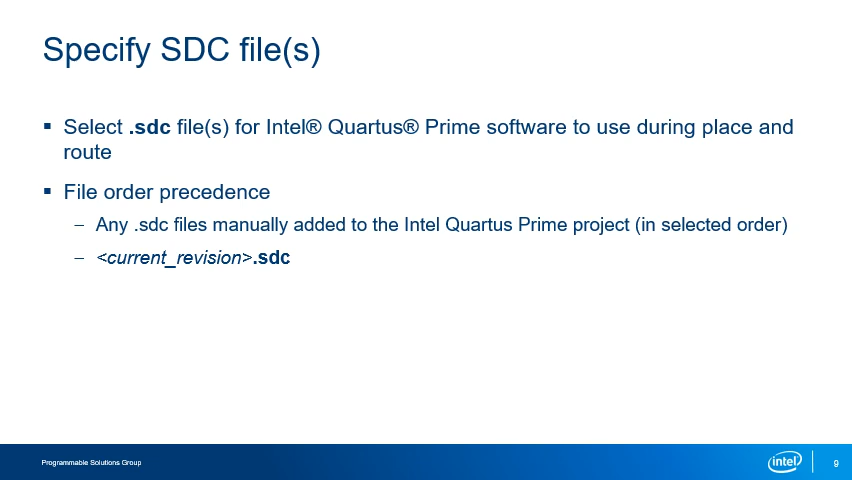 Specify SDC file(s)
▪ Select .sdc file(s) for Intel® Quartus® Prime software to use during place and
route
▪ File order precedence
– Any .sdc files manually added to the Intel Quartus Prime project (in selected order)
– <current_revision>.sdc
Programmable Solutions Group
intel
9